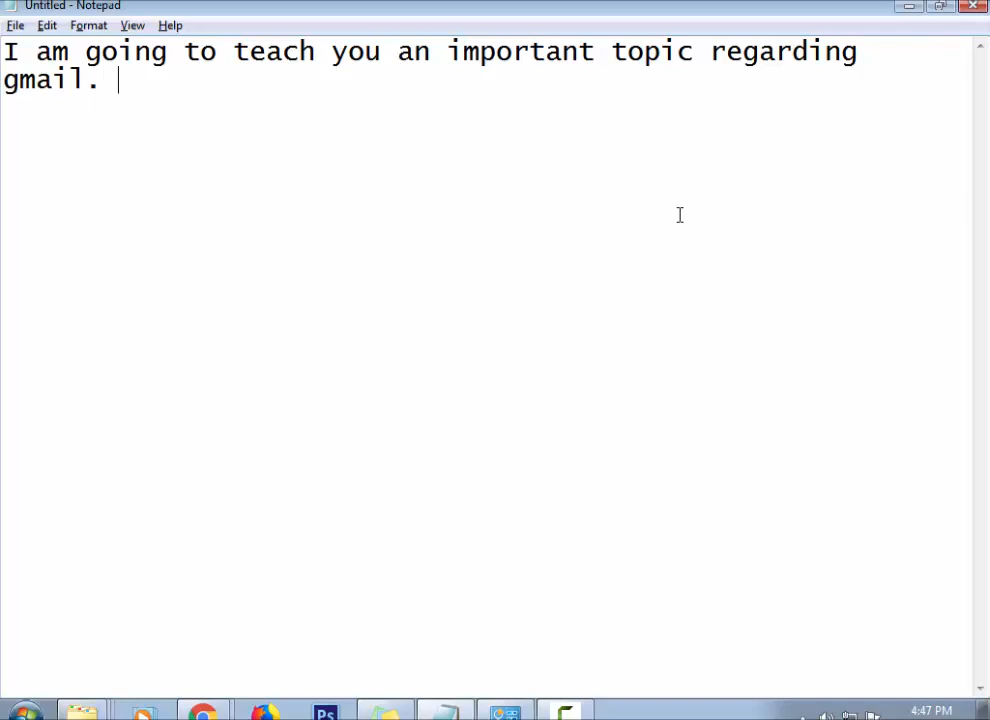 Untitled - Notepad
File Edit Format View Help
I am going to teach you an important topic regarding
gmail.
Ps
4:47 PM